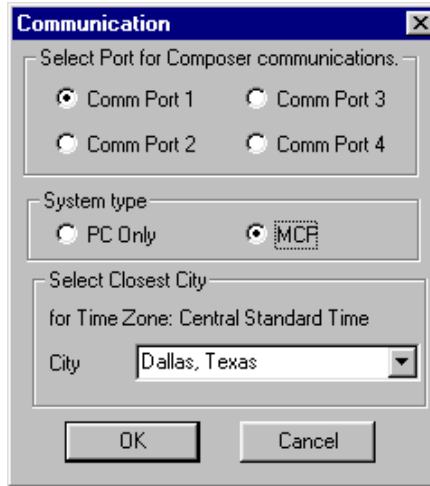 Communication
Select Port for Composer communications.
Comm Port 1 Comm Port 3
Comm Port 2 Comm Port 4
System type
PC Only MCP
Select Closest City
for Time Zone: Central Standard Time
City Dallas, Texas
OK Cancel